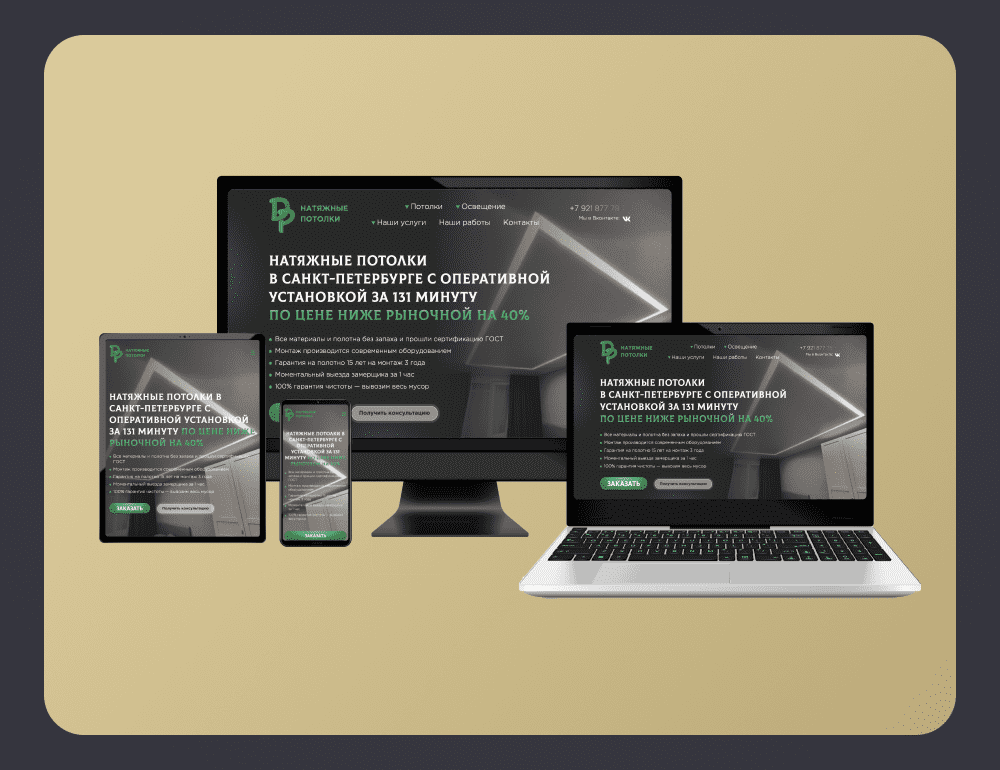 НАТЯЖНЫЕ
ПОТОЛКИ
Потолки Освещение
Наши услуги Наши работы Контакты
+7 921 877
Мы в Вконтакте:
НАТЯЖНЫЕ ПОТОЛКИ
В САНКТ-ПЕТЕРБУРГЕ С ОПЕРАТИВНОЙ
УСТАНОВКОЙ ЗА 131 МИНУТУ
ПО ЦЕНЕ НИЖЕ РЫНОЧНОЙ НА 40%
Все материалы и полотна без запаха и прошли сертификацию ГОСТ
Монтаж производится современным оборудованием
Гарантия на полотно 15 лет на монтаж 3 года
Моментальный выезда замерщика за 1 час
100% гарантия чистоты — вывозим весь мусор
Получить консультацию
НАТЯЖНЫЕ
ПОТОЛКИ
НАТЯЖНЫЕ ПОТОЛКИ В
САНКТ-ПЕТЕРБУРГЕ С
ОПЕРАТИВНОЙ УСТАНОВКОЙ
ЗА 131 МИНУТУ ПО ЦЕНЕ НИЖЕ
РЫНОЧНОЙ НА 40%
Все материалы и полотна без запаха и прошли сертификацию
ГОСТ
Монтаж производится современным оборудованием
Гарантия на полотно 15 лет на монтаж 3 года
Моментальный выезда замерщика за 1 час
100% гарантия чистоты — вывозим весь мусор
ЗАКАЗАТЬ
Получить консультацию
НАТЯЖНЫЕ ПОТОЛКИ В
САНКТ-ПЕТЕРБУРГЕ С
ОПЕРАТИВНОЙ
УСТАНОВКОЙ ЗА 131
МИНУТУ
ЗАКАЗАТЬ
НАТЯЖНЫЕ
ПОТОЛКИ
Потолки Освещение
Наши услуги Наши работы Контакты
+7 921 877
Мы в Вконтакте:
НАТЯЖНЫЕ ПОТОЛКИ
В САНКТ-ПЕТЕРБУРГЕ С ОПЕРАТИВНОЙ
УСТАНОВКОЙ ЗА 131 МИНУТУ
ПО ЦЕНЕ НИЖЕ РЫНОЧНОЙ НА 40%
Все материалы и полотна без запаха и прошли сертификацию ГОСТ
Монтаж производится современным оборудованием
Гарантия на полотно 15 лет на монтаж 3 года
Моментальный выезда замерщика за 1 час
100% гарантия чистоты — вывозим весь мусор
ЗАКАЗАТЬ
Получить консультацию